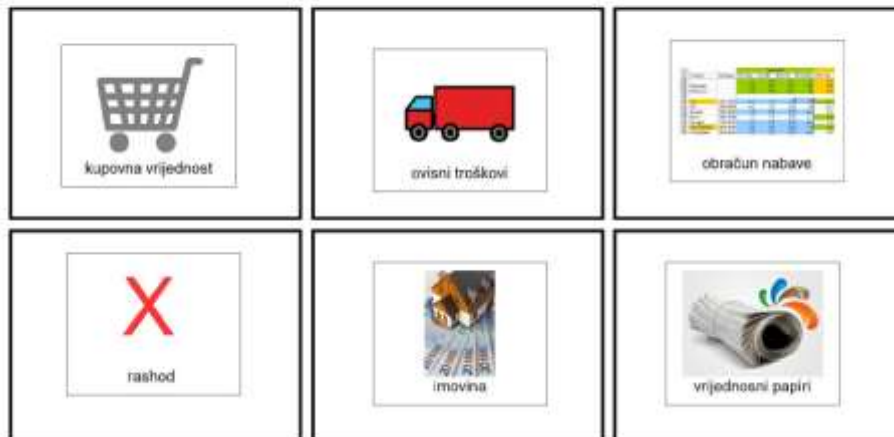 kupovna vrijednost
ovisni troškovi
obračun nabave
rashod
imovina
vrijednosni papiri